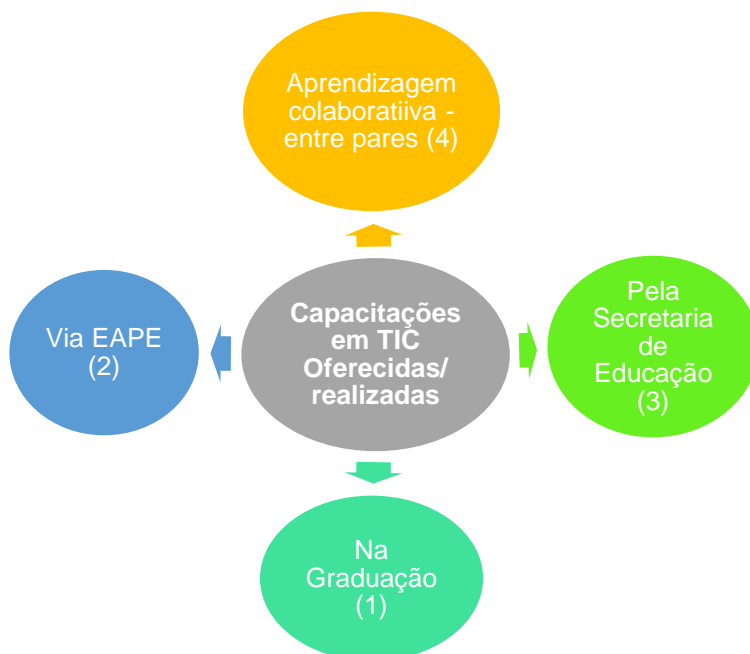 Aprendizagem
colaboratiiva -
entre pares (4)
Via EAPE
(2)
Capacitações
em TIC
Oferecidas/
realizadas
Pela
Secretaria
de
Educação
(3)
Na
Graduação
(1)